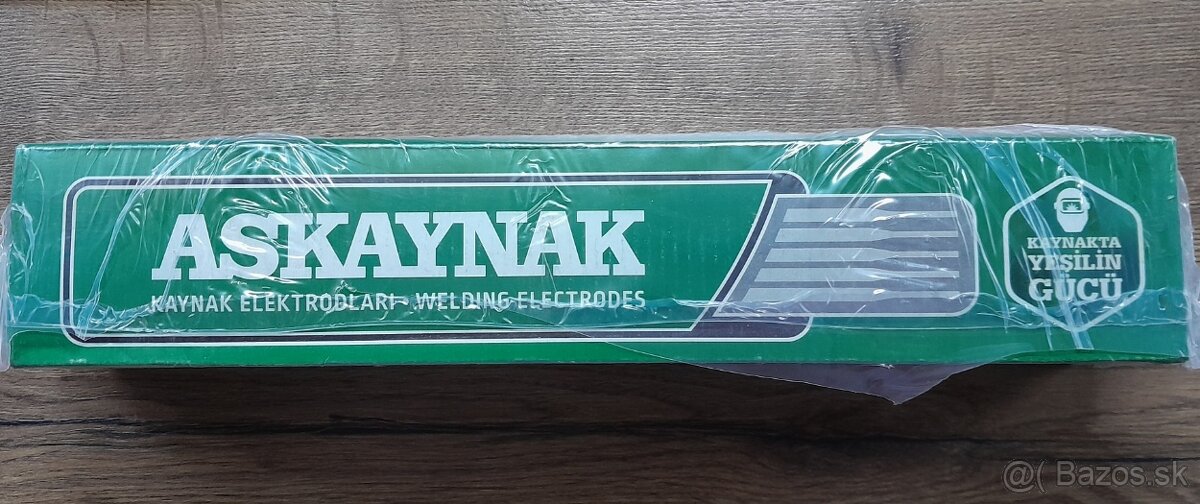 ASKAYNAK
KAYNAK ELEKTRODLARI - WELDING ELECTRODES
KAYNAKTA
YEŞİLİN
GÜCÜ
@( Bazos.sk